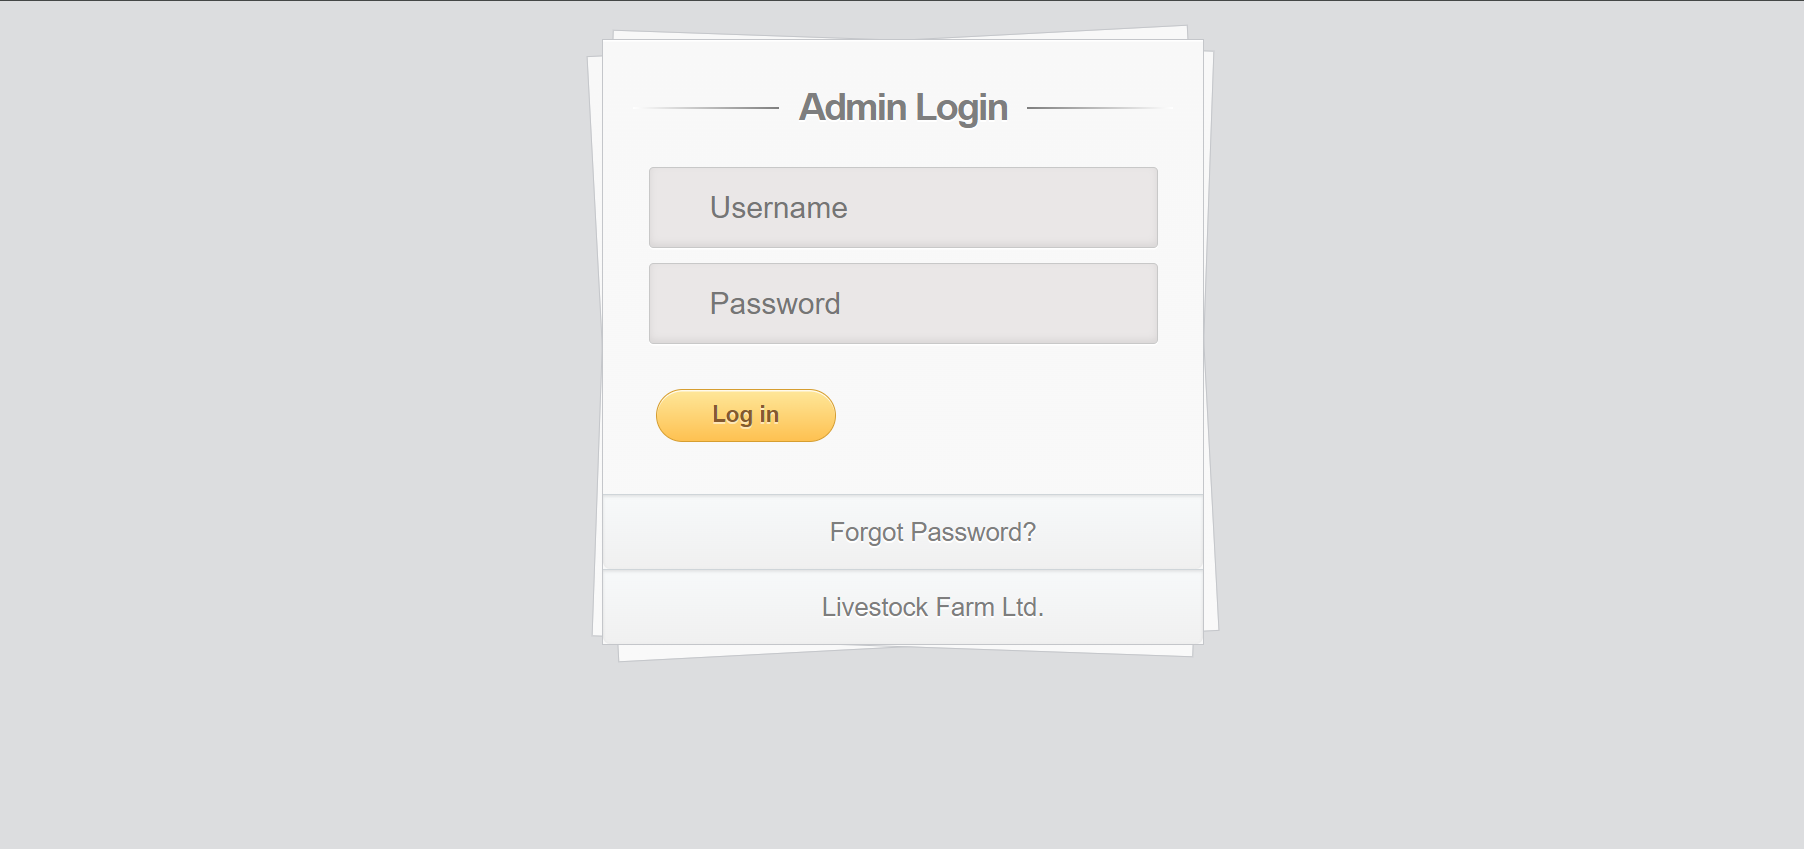 Admin Login
Username
Password
Log in
Forgot Password?
Livestock Farm Ltd.